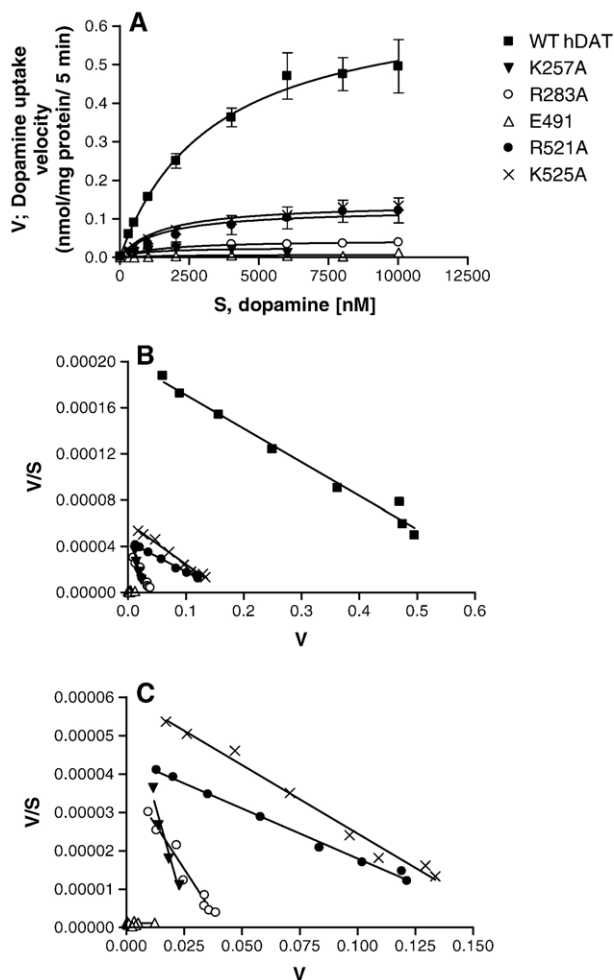 A
V; Dopamine uptake
velocity
(nmol/mg protein/ 5 min)
0.6
0.5
0.4
0.3
0.2
0.1
0.0
0 2500 5000 7500 10000 12500
S, dopamine [nM]
WT hDAT
K257A
R283A
E491
R521A
K525A
B
V/S
0.00020
0.00016
0.00012
0.00008
0.00004
0.00000
0.0 0.1 0.2 0.3 0.4 0.5 0.6
V
C
V/S
0.00006
0.00005
0.00004
0.00003
0.00002
0.00001
0.00000
0.000 0.025 0.050 0.075 0.100 0.125 0.150
V